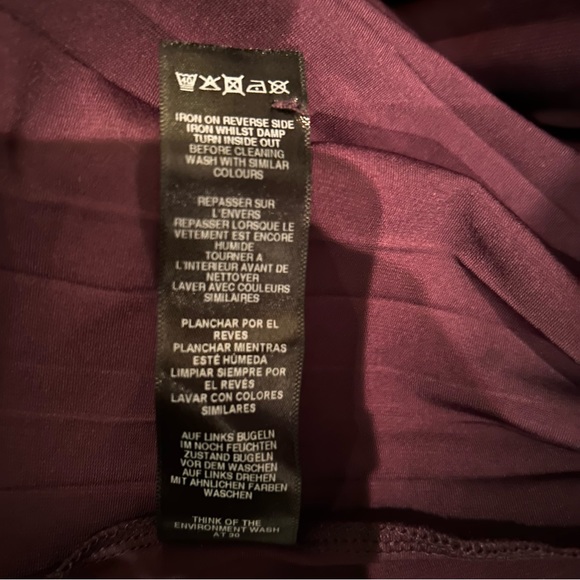 40
IRON ON REVERSE SIDE
IRON WHILST DAMP
TURN INSIDE OUT
BEFORE CLEANING
WASH WITH SIMILAR
COLOURS
REPASSER SUR
L'ENVERS
REPASSER LORSQUE LE
VETEMENT EST ENCORE
HUMIDE
TOURNER A
L'INTERIEUR AVANT DE
NETTOYER
LAVER AVEC COULEURS
SIMILAIRES
PLANCHAR POR EL
REVES
PLANCHAR MIENTRAS
ESTÉ HÚMEDA
LIMPIAR SIEMPRE POR
EL REVÉS
LAVAR CON COLORES
SIMILARES
AUF LINKS BUGELN
IM NOCH FEUCHTEN
ZUSTAND BUGELN
VOR DEM WASCHEN
AUF LINKS DREHEN
MIT AHNLICHEN FARBEN
WASCHEN
THINK OF THE
ENVIRONMENT WASH
AT 30